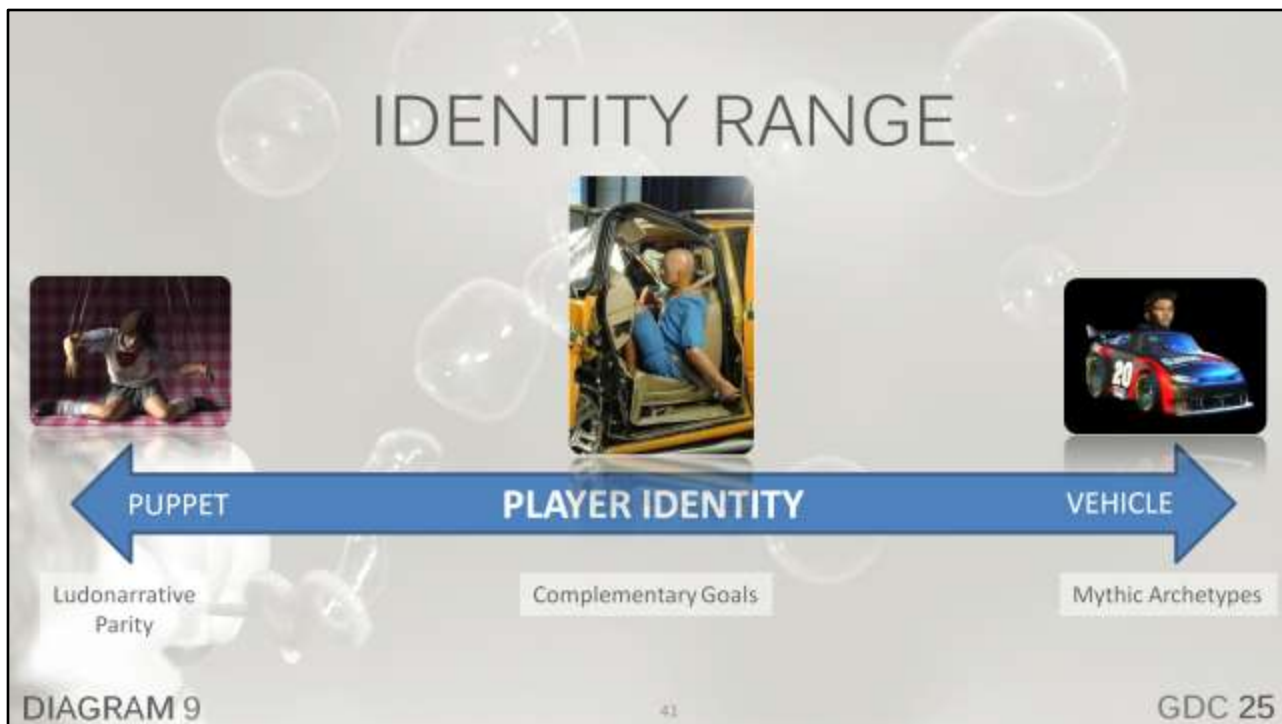 IDENTITY RANGE
20
PUPPET
PLAYER IDENTITY
VEHICLE
Ludonarrative
Parity
Complementary Goals
Mythic Archetypes
DIAGRAM 9
41
GDC 25